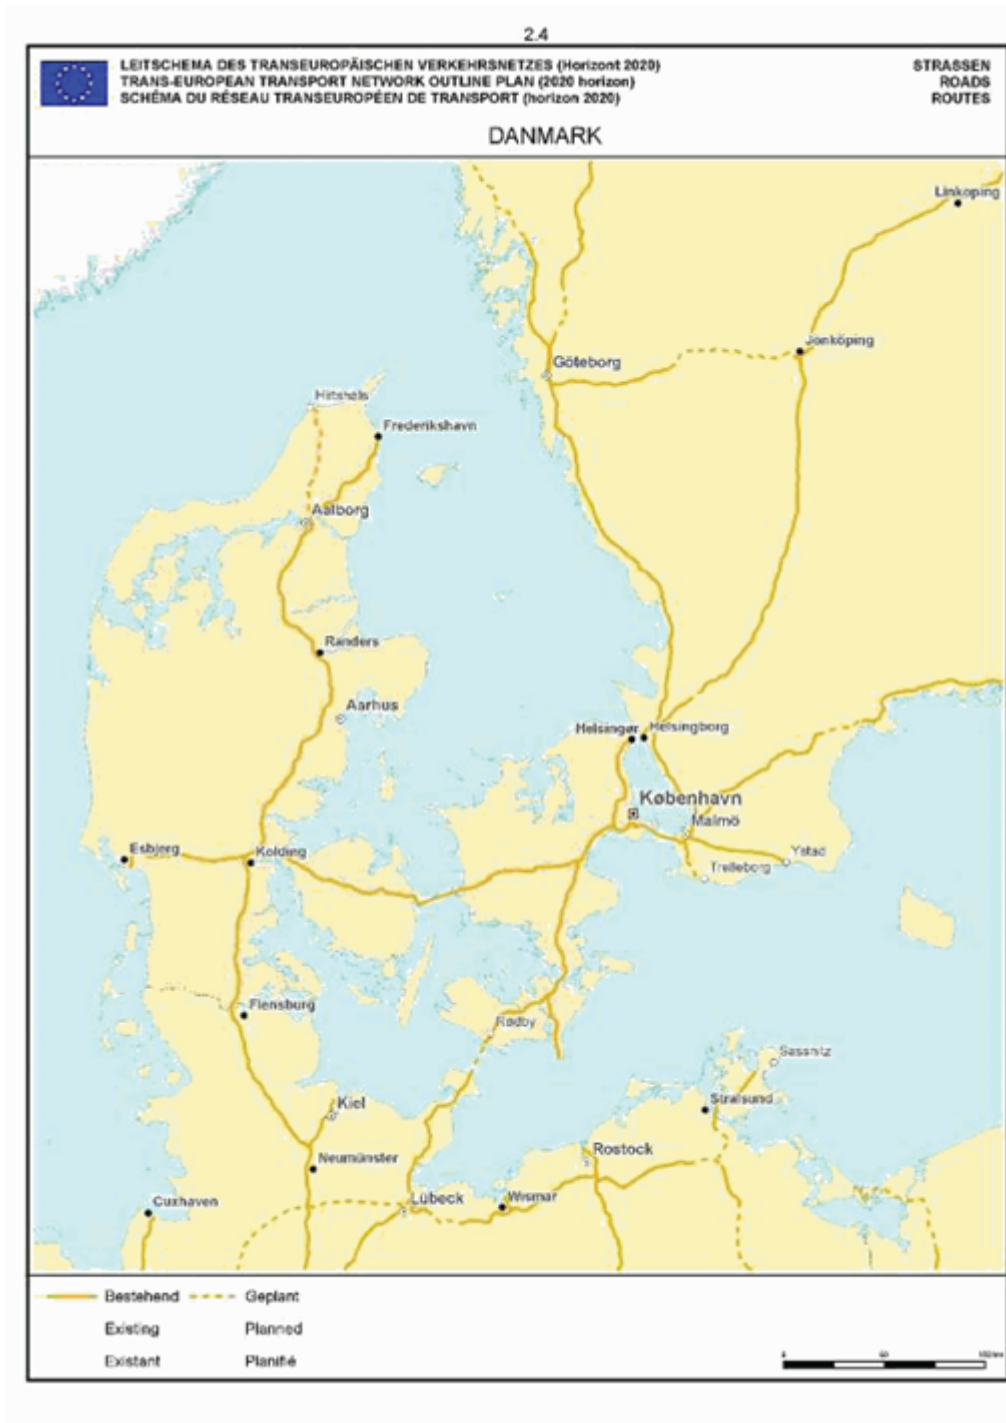 2.4
LEITSCHEMA DES TRANSEUROPÄISCHEN VERKEHRSNETZES (Horizont 2020)
TRANS-EUROPEAN TRANSPORT NETWORK OUTLINE PLAN (2020 horizon)
SCHÉMA DU RÉSEAU TRANSEUROPÉEN DE TRANSPORT (horizon 2020)
STRASSEN
ROADS
ROUTES
DANMARK
Linköping
Jönköping
Göteborg
Hirtshals
Frederikshavn
Aalborg
Randers
Aarhus
Helsingør
Helsingborg
København
Malmö
Esbjerg
Kolding
Ystad
Trelleborg
Flensburg
Rødby
Sassnitz
Kiel
Stralsund
Rostock
Neumünster
Cuxhaven
Lübeck
Wismar
Bestehend
Geplant
Existing
Planned
Existant
Planifié